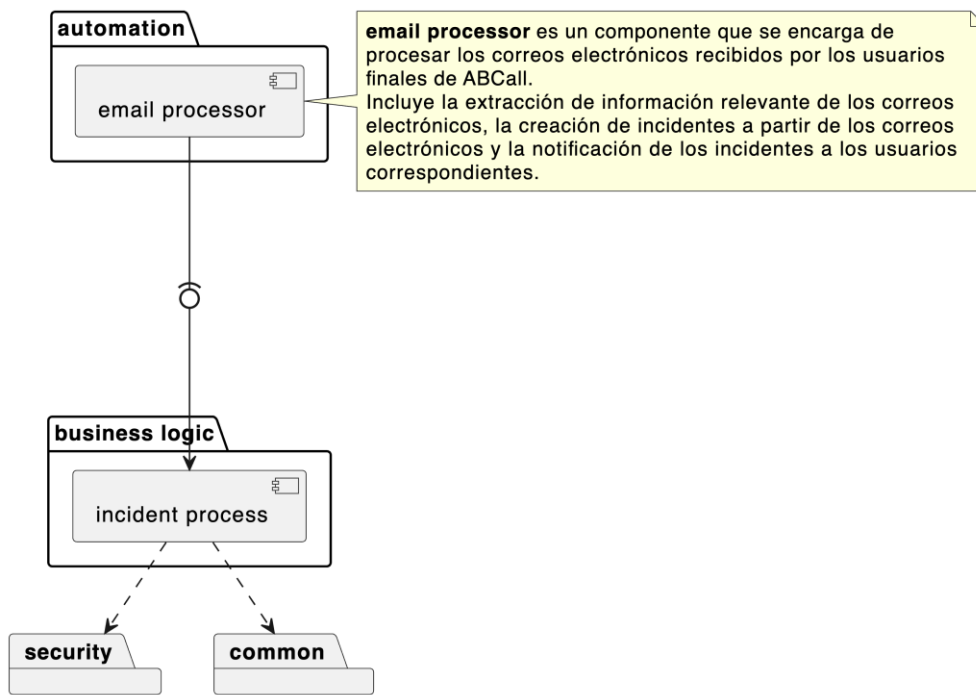 automation
email processor
email processor es un componente que se encarga de
procesar los correos electrónicos recibidos por los usuarios
finales de ABCall.
Incluye la extracción de información relevante de los correos
electrónicos, la creación de incidentes a partir de los correos
electrónicos y la notificación de los incidentes a los usuarios
correspondientes.
business logic
incident process
security
common